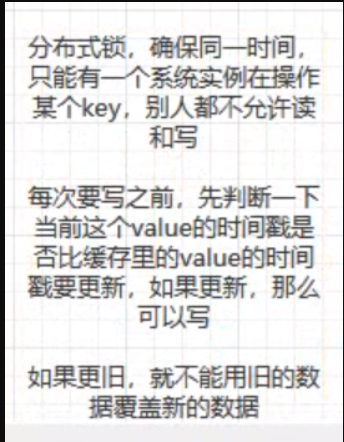 分布式锁，确保同一时间，
只能有一个系统实例在操作
某个key，别人都不允许读
和写
每次要写之前，先判断一下
当前这个value的时间戳是
否比缓存里的value的时间
戳要更新，如果更新，那么
可以写
如果更旧，就不能用旧的数
据覆盖新的数据